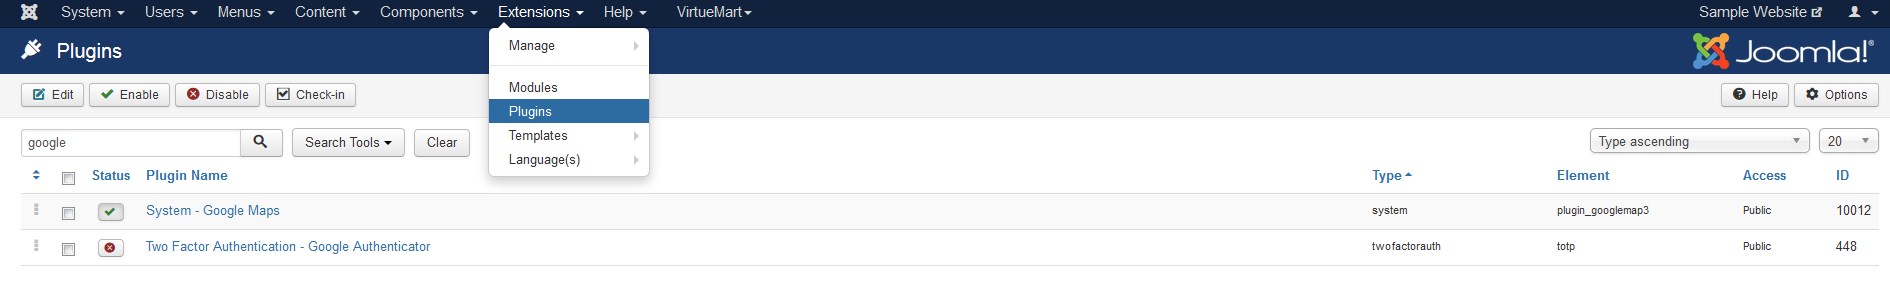 System Users Menus Content Components Extensions Help VirtueMart Sample Website
Plugins Manage Joomla!®
Modules
Edit Enable Disable Check-in Plugins Help Options
google Search Tools Clear Templates Type ascending 20
Language(s)
Status Plugin Name Type Element Access ID
System - Google Maps system plugin_googlemap3 Public 10012
Two Factor Authentication - Google Authenticator twofactorauth totp Public 448